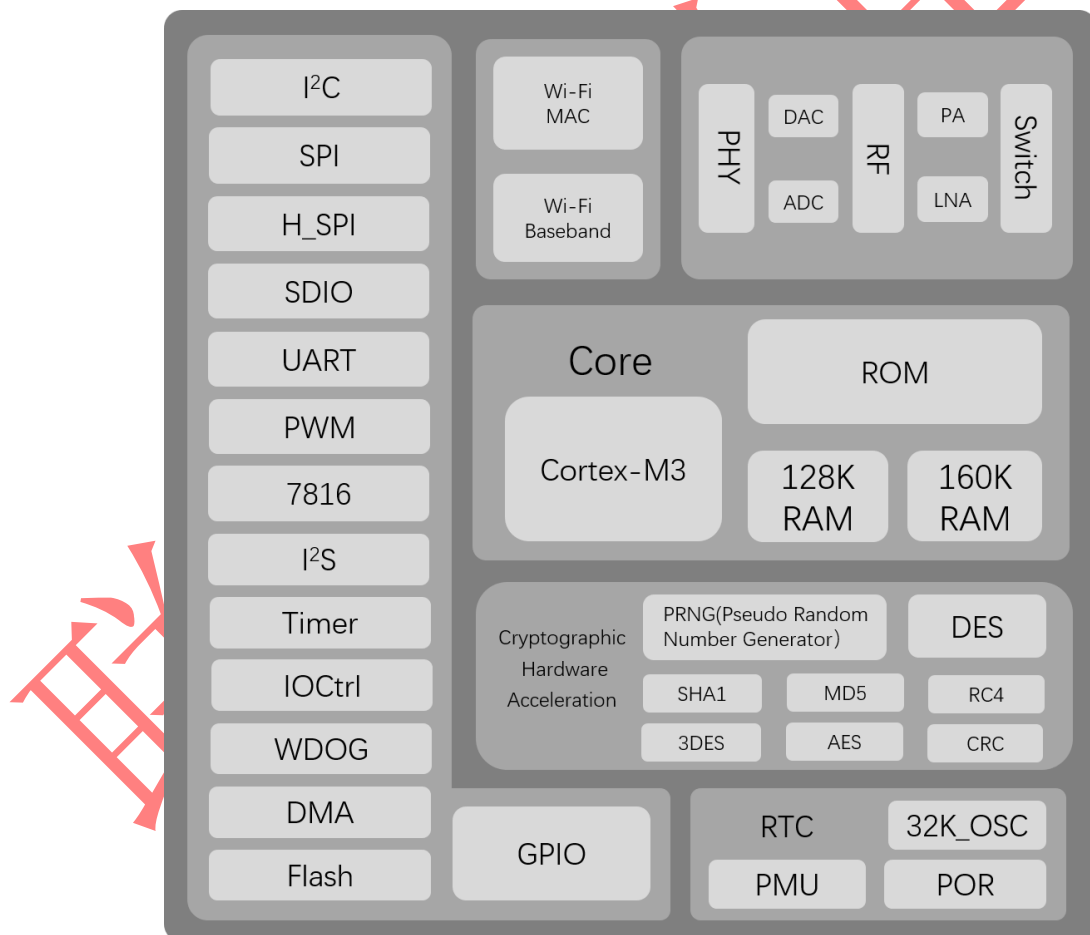 I²C
SPI
H_SPI
SDIO
UART
PWM
7816
I²S
Timer
IOCtrl
WDOG
DMA
Flash
GPIO
Wi-Fi
MAC
Wi-Fi
Baseband
PHY
DAC
ADC
RF
PA
LNA
Switch
Core
Cortex-M3
ROM
128K
RAM
160K
RAM
Cryptographic
Hardware
Acceleration
PRNG(Pseudo Random
Number Generator）
DES
SHA1
MD5
RC4
3DES
AES
CRC
RTC
32K_OSC
PMU
POR